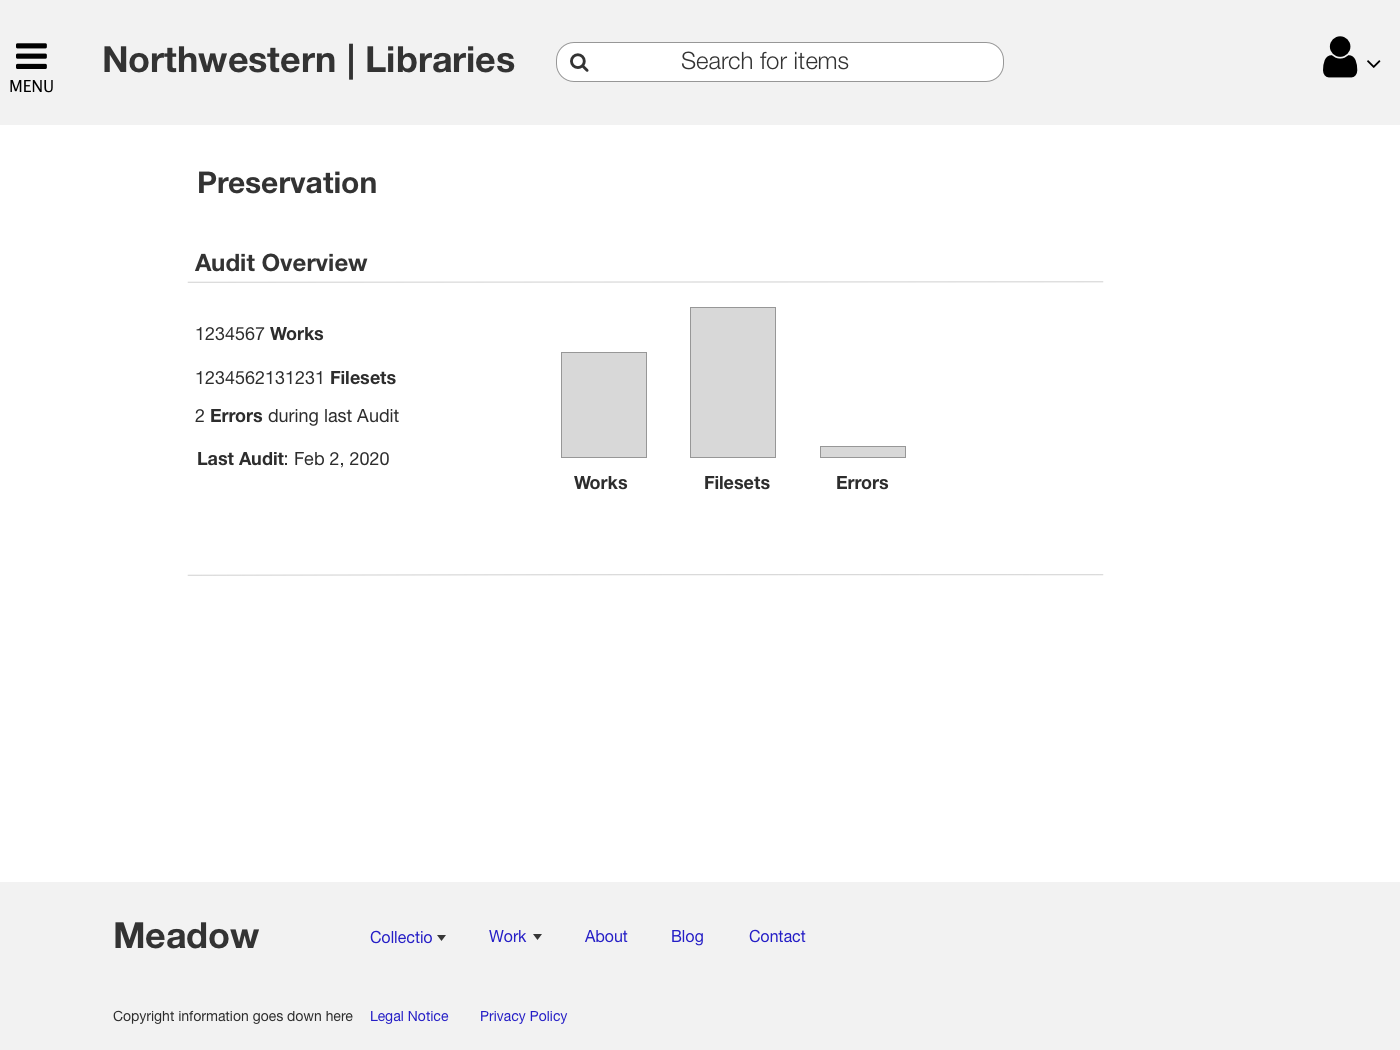 MENU
Northwestern | Libraries
Search for items
Preservation
Audit Overview
1234567 Works
1234562131231 Filesets
2 Errors during last Audit
Last Audit: Feb 2, 2020
Works
Filesets
Errors
Meadow
Collectio
Work
About
Blog
Contact
Copyright information goes down here
Legal Notice
Privacy Policy